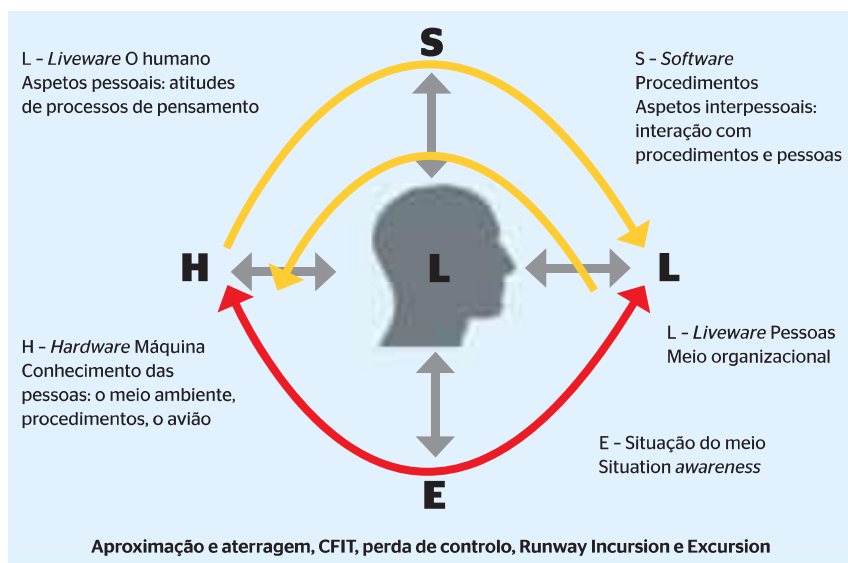 L – Liveware O humano
Aspetos pessoais: atitudes
de processos de pensamento
S
S – Software
Procedimentos
Aspetos interpessoais:
interação com
procedimentos e pessoas
H
L
L
H – Hardware Máquina
Conhecimento das
pessoas: o meio ambiente,
procedimentos, o avião
L – Liveware Pessoas
Meio organizacional
E – Situação do meio
Situation awareness
E
Aproximação e aterragem, CFIT, perda de controlo, Runway Incursion e Excursion